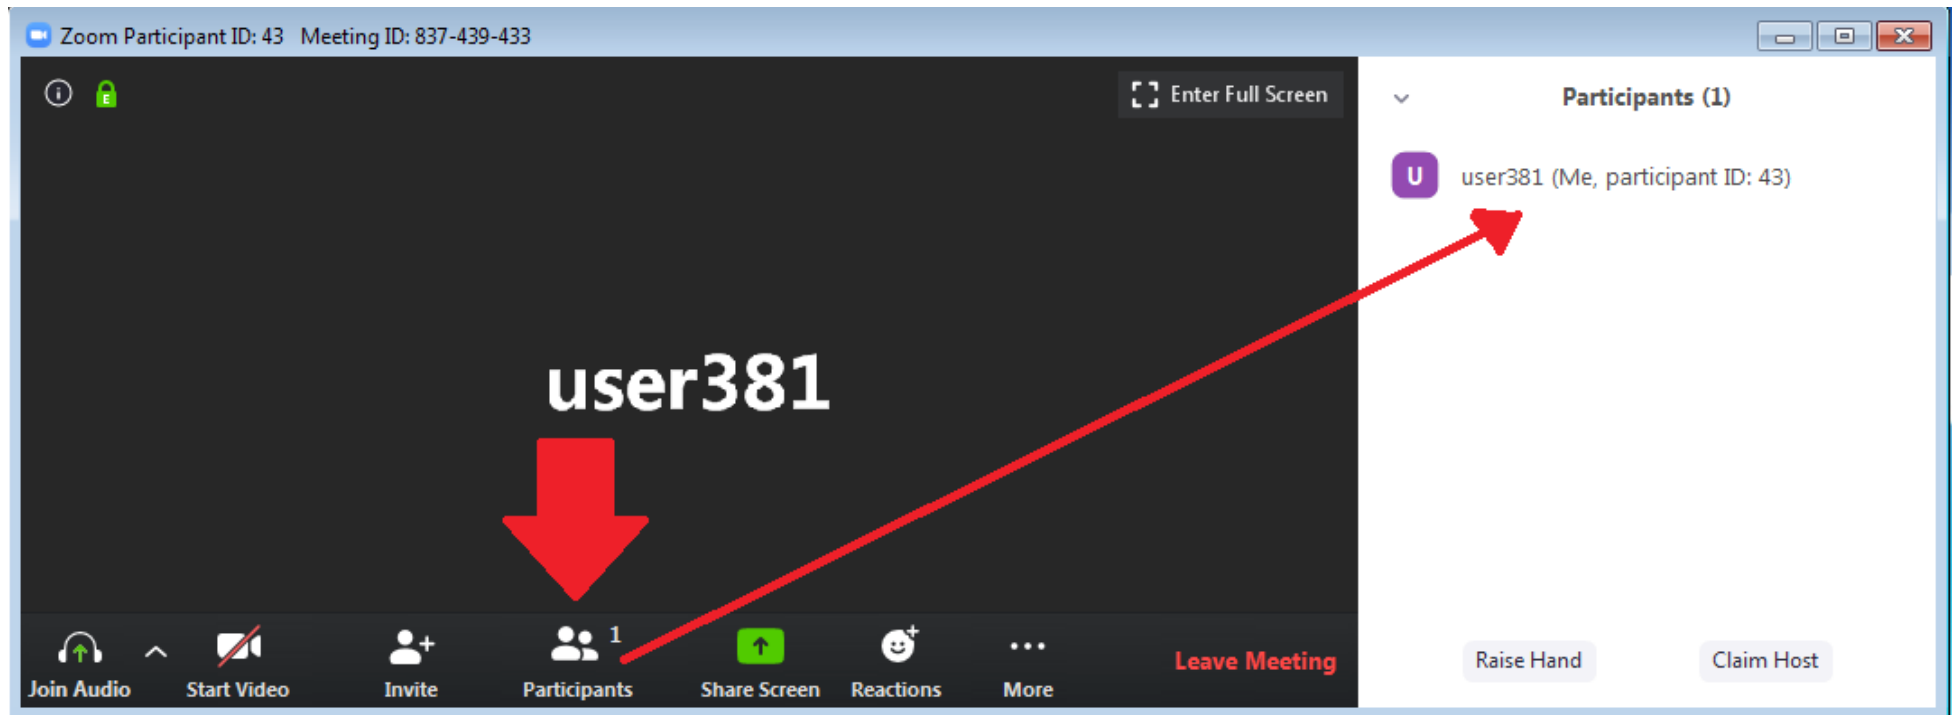 Zoom Participant ID: 43 Meeting ID: 837-439-433
E
Enter Full Screen
Participants (1)
U
user381 (Me, participant ID: 43)
user381
1
Join Audio
Start Video
Invite
Participants
Share Screen
Reactions
More
Leave Meeting
Raise Hand
Claim Host